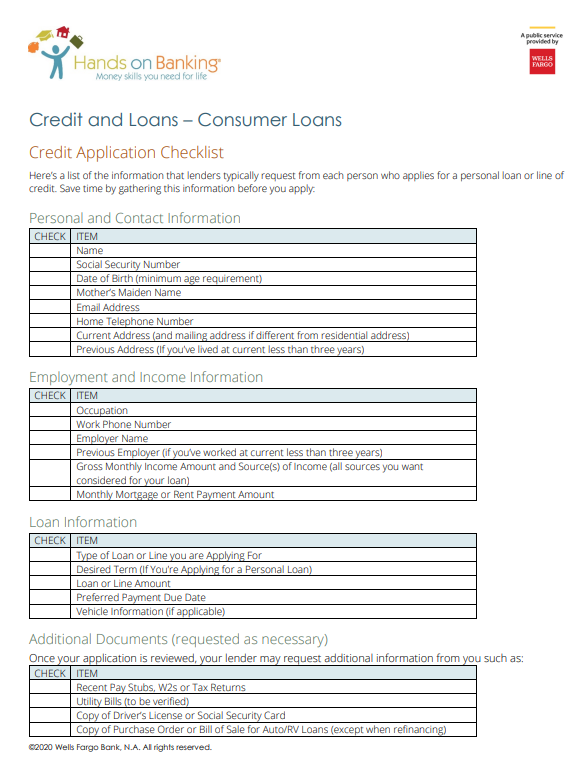 Hands on Banking®
Money skills you need for life
A public service
provided by
WELLS
FARGO
Credit and Loans – Consumer Loans
Credit Application Checklist
Here's a list of the information that lenders typically request from each person who applies for a personal loan or line of
credit. Save time by gathering this information before you apply:
Personal and Contact Information
CHECK ITEM
Name
Social Security Number
Date of Birth (minimum age requirement)
Mother's Maiden Name
Email Address
Home Telephone Number
Current Address (and mailing address if different from residential address)
Previous Address (If you've lived at current less than three years)
Employment and Income Information
CHECK ITEM
Occupation
Work Phone Number
Employer Name
Previous Employer (if you've worked at current less than three years)
Gross Monthly Income Amount and Source(s) of Income (all sources you want
considered for your loan)
Monthly Mortgage or Rent Payment Amount
Loan Information
CHECK ITEM
Type of Loan or Line you are Applying For
Desired Term (If You're Applying for a Personal Loan)
Loan or Line Amount
Preferred Payment Due Date
Vehicle Information (if applicable)
Additional Documents (requested as necessary)
Once your application is reviewed, your lender may request additional information from you such as:
CHECK ITEM
Recent Pay Stubs, W2s or Tax Returns
Utility Bills (to be verified)
Copy of Driver's License or Social Security Card
Copy of Purchase Order or Bill of Sale for Auto/RV Loans (except when refinancing)
©2020 Wells Fargo Bank, N.A. All rights reserved.